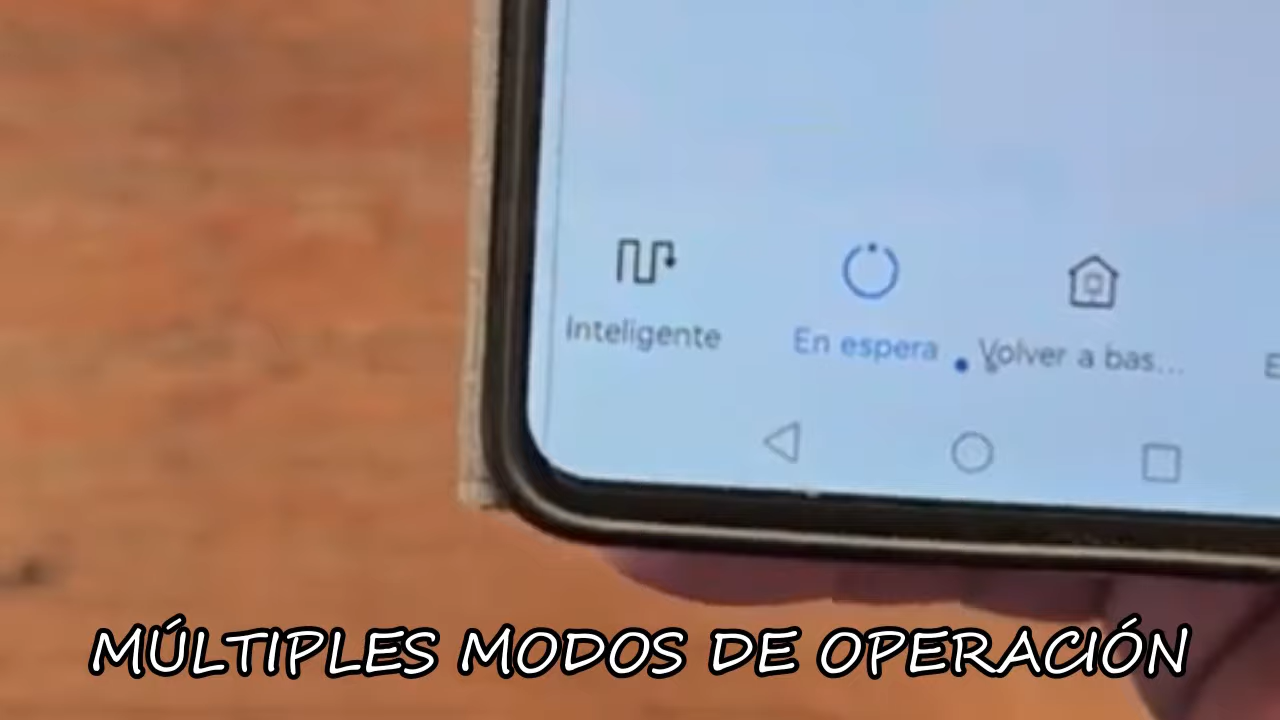 Inteligente
En espera
Volver a bas...
E
MÚLTIPLES MODOS DE OPERACIÓN